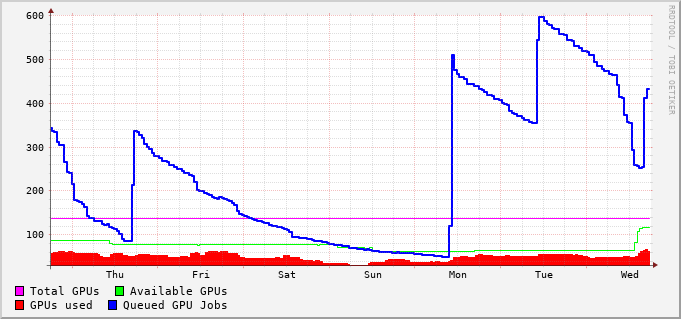 600
500
400
300
200
100
Thu Fri Sat Sun Mon Tue Wed
Total GPUs Available GPUs
GPUs used Queued GPU Jobs
RRDTOOL / TOBI OETIKER